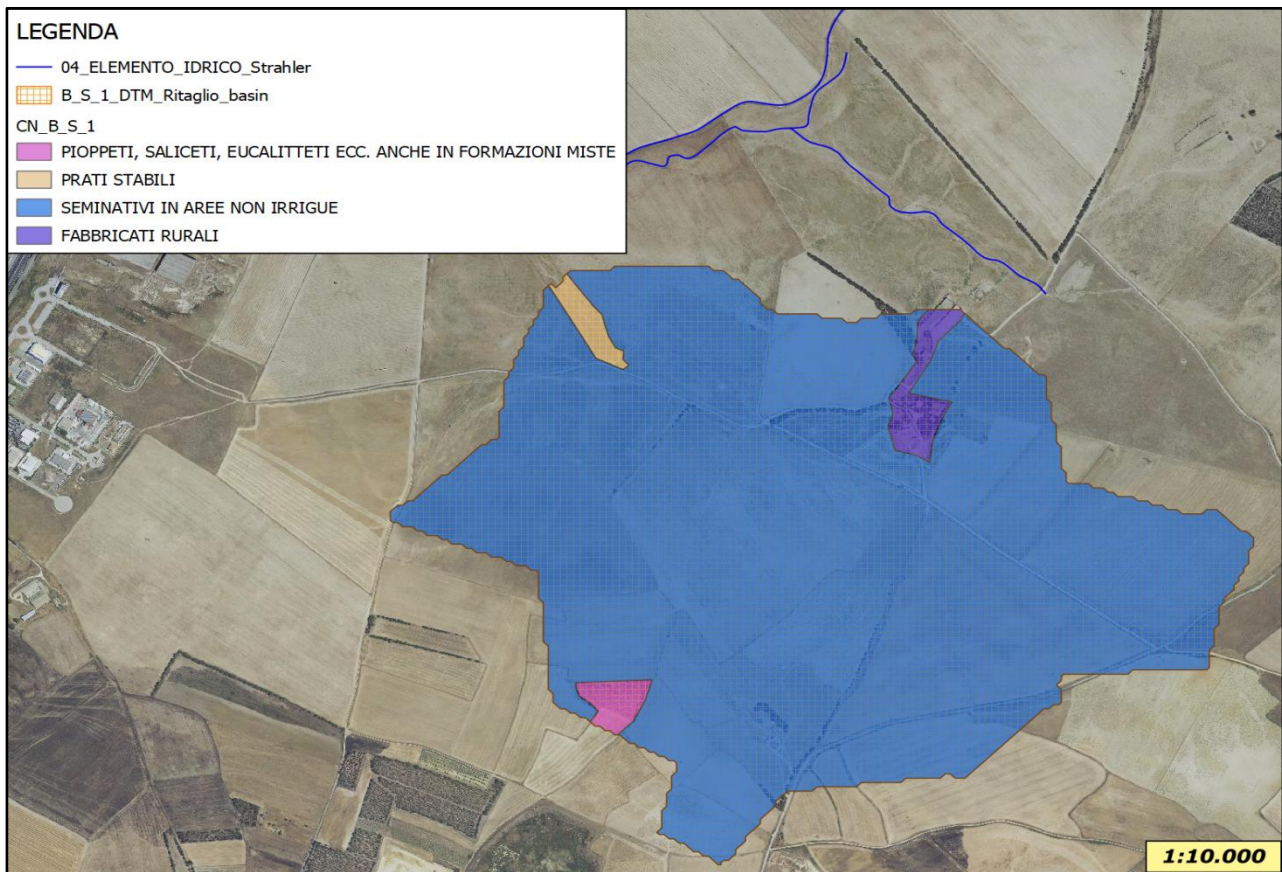 LEGENDA
04_ELEMENTO_IDRICO_Strahler
B_S_1_DTM_Ritaglio_basin
CN_B_S_1
PIOPPETI, SALICETI, EUCALITTETI ECC. ANCHE IN FORMAZIONI MISTE
PRATI STABILI
SEMINATIVI IN AREE NON IRRIGUE
FABBRICATI RURALI
1:10.000